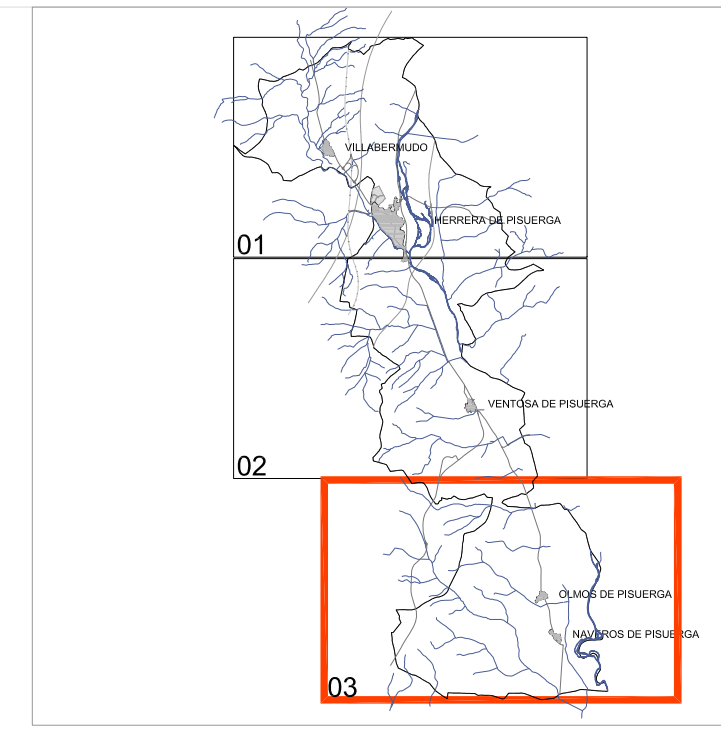 VILLABERMUDO
HERRERA DE PISUERGA
01
VENTOSA DE PISUERGA
02
OLMOS DE PISUERGA
NAVEROS DE PISUERGA
03